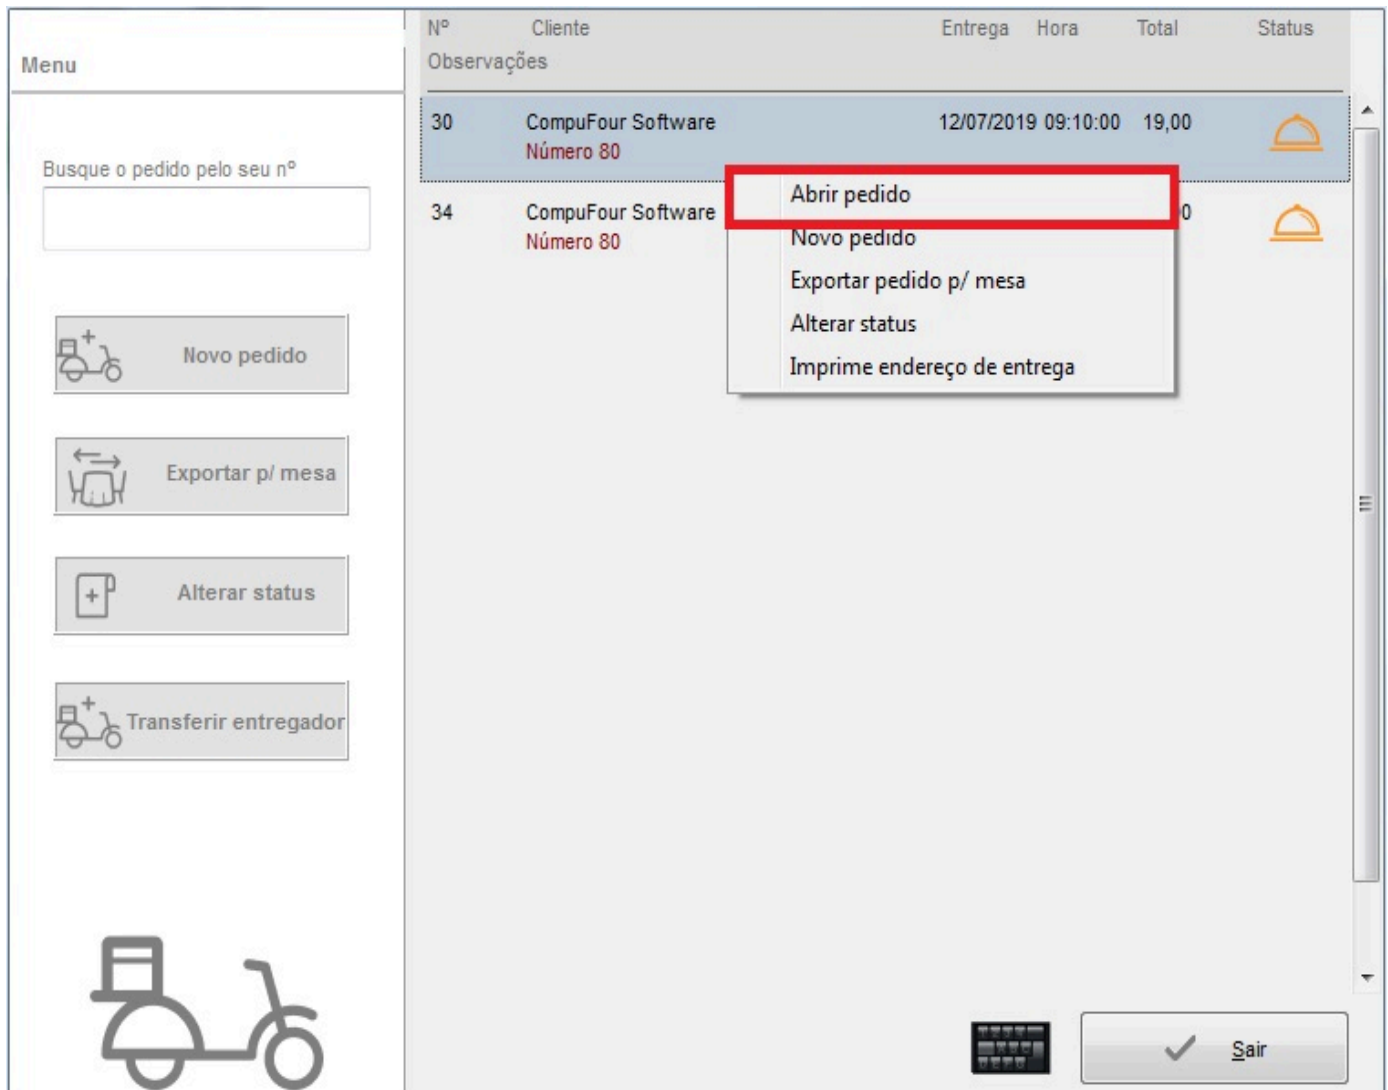 Menu
Busque o pedido pelo seu nº
Novo pedido
Exportar p/ mesa
Alterar status
Transferir entregador
Nº Cliente Entrega Hora Total Status
Observações
30 CompuFour Software 12/07/2019 09:10:00 19,00
Número 80
34 CompuFour Software
Número 80
Abrir pedido
Novo pedido
Exportar pedido p/ mesa
Alterar status
Imprime endereço de entrega
Sair